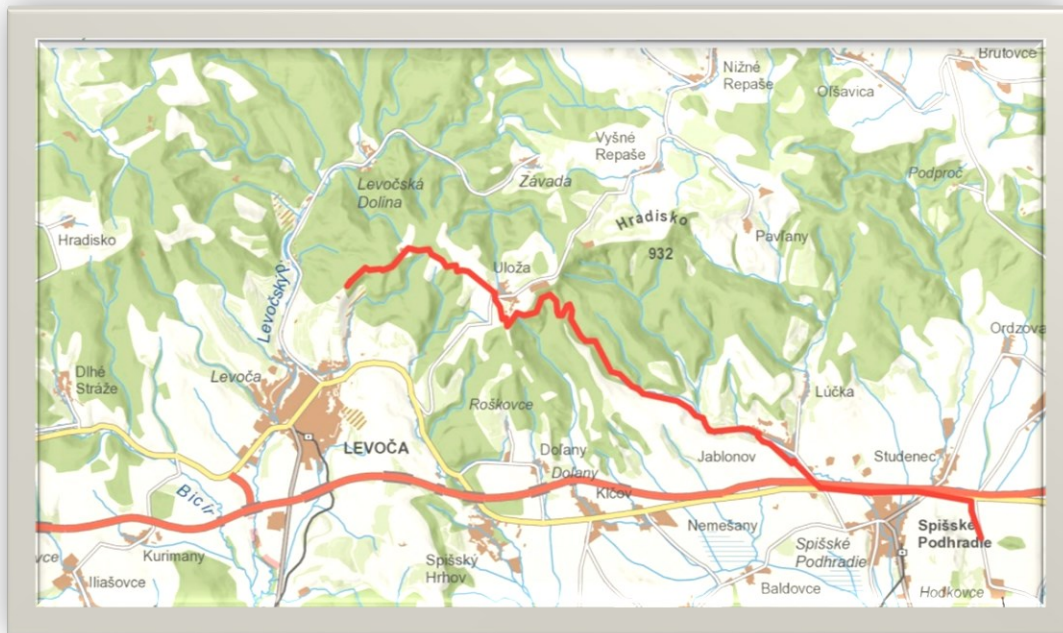 Brutovce
Nižné
Repaše
Oľšavica
Vyšné
Repaše
Podproč
Levočská
Dolina
Závada
Hradisko
Hradisko
932
Pavľany
Uloža
Levočský p.
Ordzova
Dlhé
Stráže
Levoča
Lúčka
Roškovce
LEVOČA
Doľany
Doľany
Jablonov
Studenec
Klčov
Nemešany
Spišské
Podhradie
Spišské
Podhradie
Kurimany
vce
Iliašovce
Spišský
Hrhov
Baldovce
Hodkovce